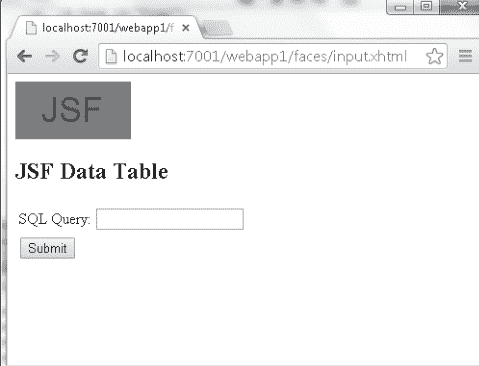 localhost:7001/webapp1/f
localhost:7001/webapp1/faces/input.xhtml
JSF
JSF Data Table
SQL Query:
Submit